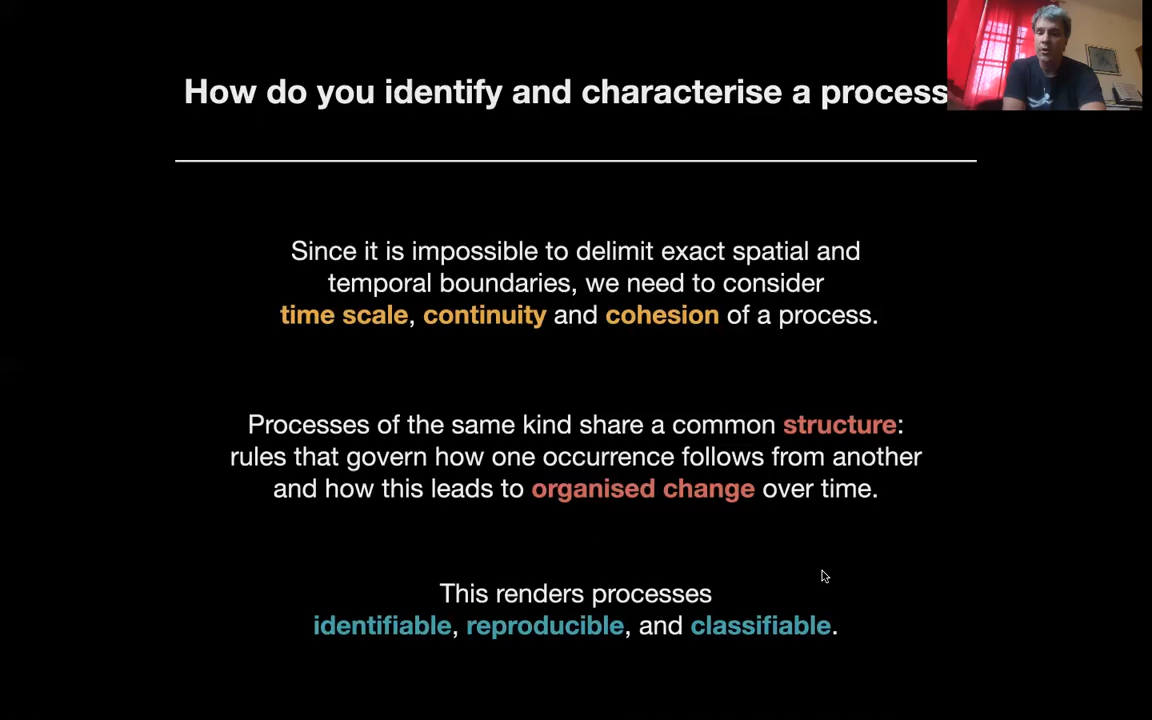 How do you identify and characterise a process
Since it is impossible to delimit exact spatial and
temporal boundaries, we need to consider
time scale, continuity and cohesion of a process.
Processes of the same kind share a common structure:
rules that govern how one occurrence follows from another
and how this leads to organised change over time.
This renders processes
identifiable, reproducible, and classifiable.